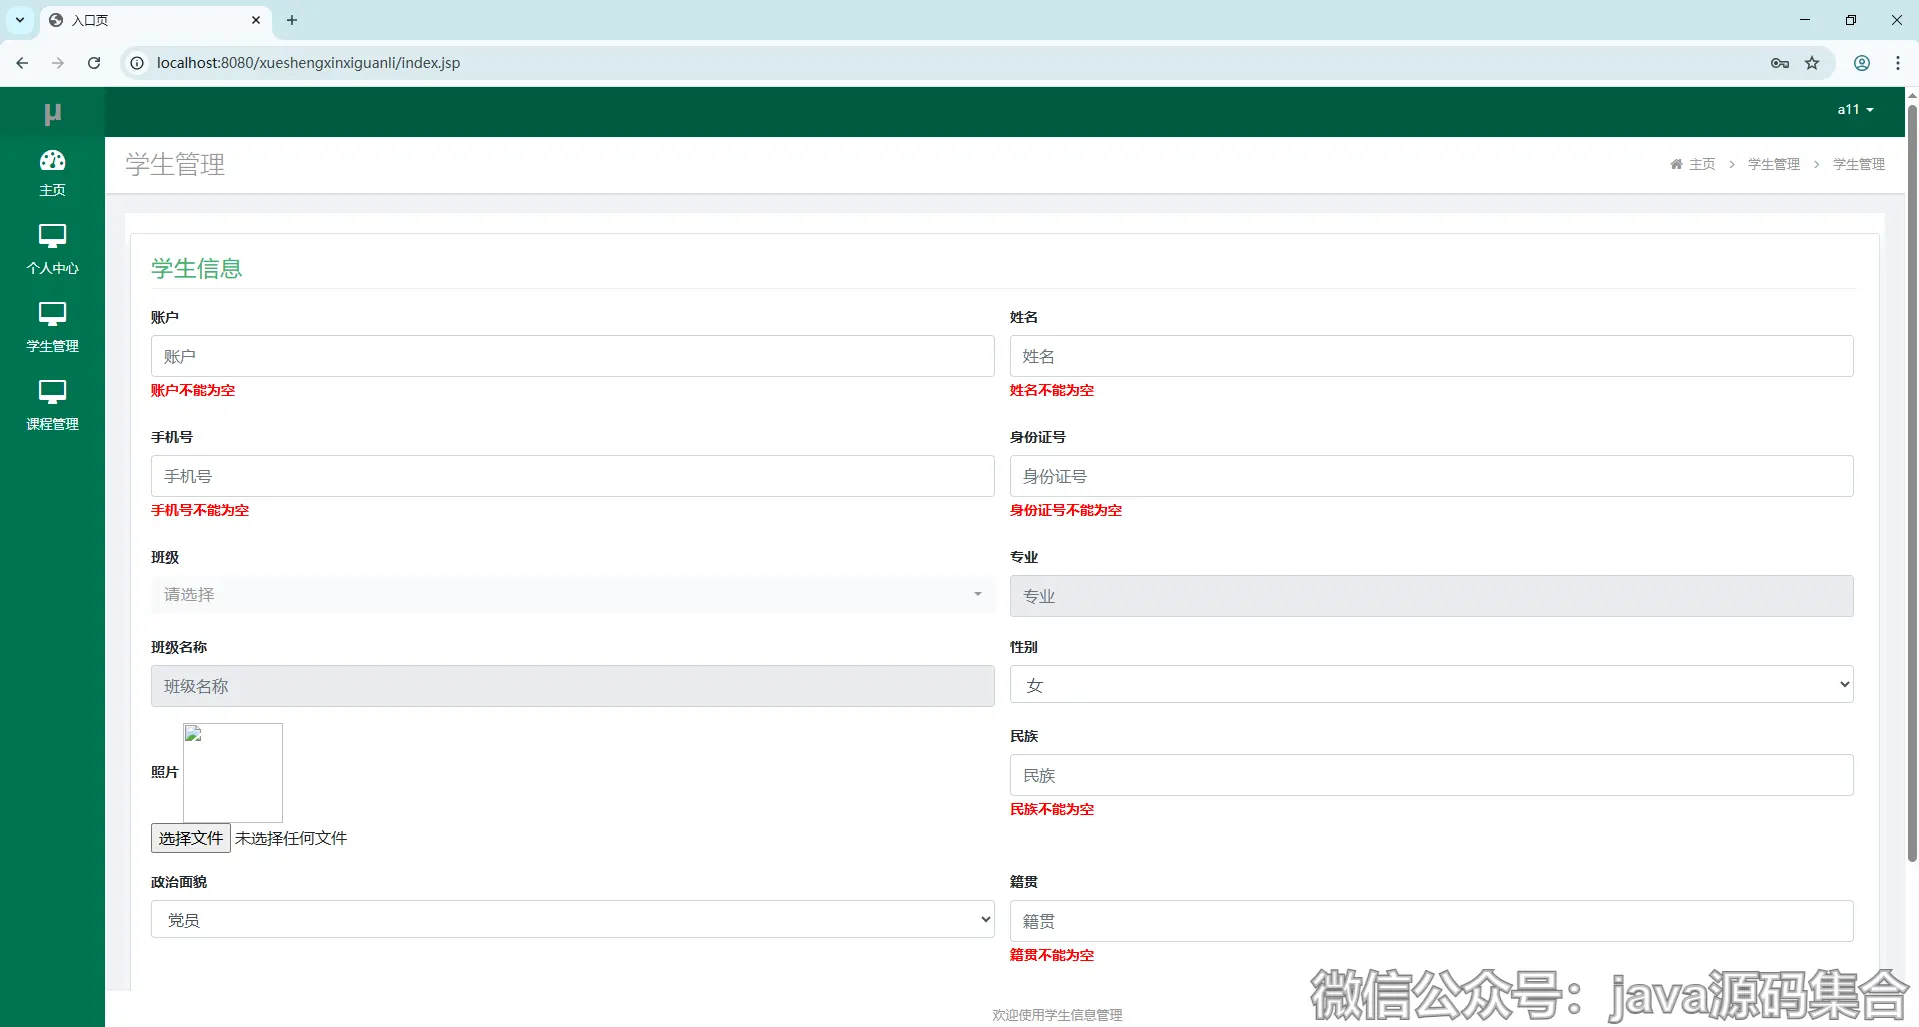 入口页
localhost:8080/xueshengxinxiguanli/index.jsp
μ
a11
主页
个人中心
学生管理
课程管理
学生管理
主页 > 学生管理 > 学生管理
学生信息
账户
账户
账户不能为空
姓名
姓名
姓名不能为空
手机号
手机号
手机号不能为空
身份证号
身份证号
身份证号不能为空
班级
请选择
专业
专业
班级名称
班级名称
性别
女
照片
选择文件 未选择任何文件
民族
民族
民族不能为空
政治面貌
党员
籍贯
籍贯
籍贯不能为空
欢迎使用学生信息管理
微信公众号：java源码集合